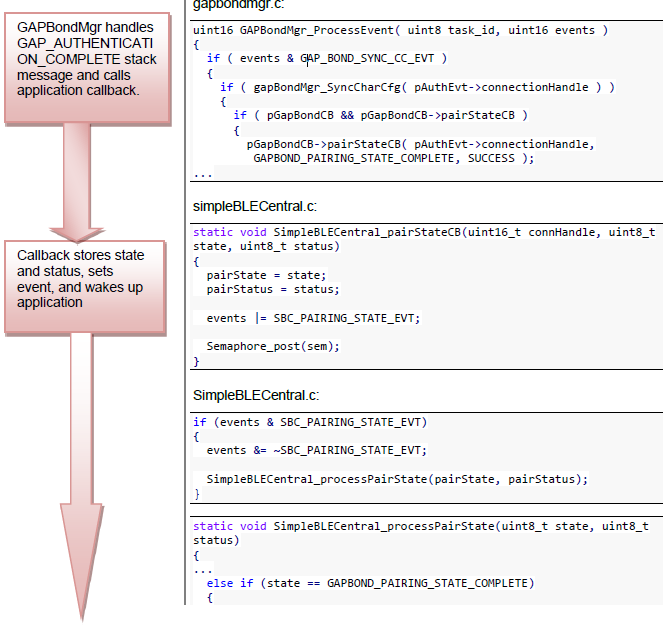 GAPBondMgr handles
GAP_AUTHENTICATI
ON_COMPLETE stack
message and calls
application callback.
Callback stores state
and status, sets
event, and wakes up
application
gapbondmgr.c:
uint16 GAPBondMgr_ProcessEvent( uint8 task_id, uint16 events )
{
if ( events & GAP_BOND_SYNC_CC_EVT )
{
if ( gapBondMgr_SyncCharCfg( pAuthEvt->connectionHandle ) )
{
if ( pGapBondCB && pGapBondCB->pairStateCB )
{
pGapBondCB->pairStateCB( pAuthEvt->connectionHandle,
GAPBOND_PAIRING_STATE_COMPLETE, SUCCESS );
...
simpleBLECentral.c:
static void SimpleBLECentral_pairStateCB(uint16_t connHandle, uint8_t
state, uint8_t status)
{
pairState = state;
pairStatus = status;
events |= SBC_PAIRING_STATE_EVT;
Semaphore_post(sem);
}
SimpleBLECentral.c:
if (events & SBC_PAIRING_STATE_EVT)
{
events &= ~SBC_PAIRING_STATE_EVT;
SimpleBLECentral_processPairState(pairState, pairStatus);
}
static void SimpleBLECentral_processPairState(uint8_t state, uint8_t
status)
{
...
else if (state == GAPBOND_PAIRING_STATE_COMPLETE)
{